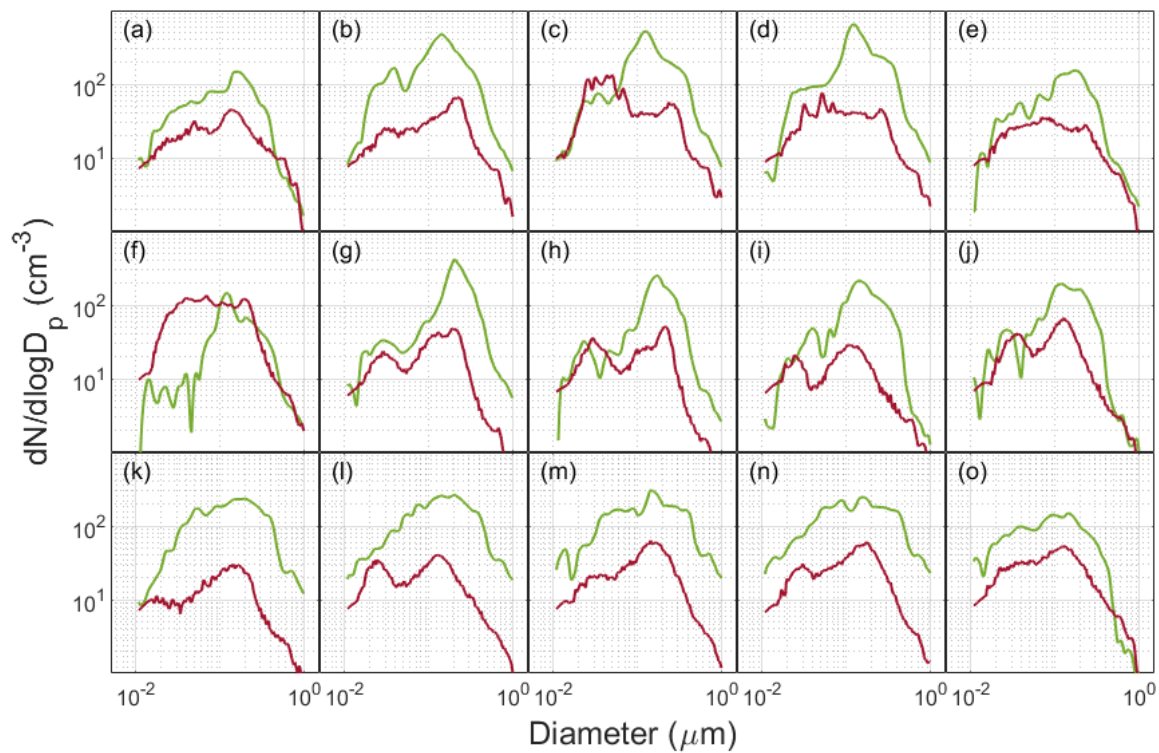 (a) (b) (c) (d) (e)
10^2
10^1
(f) (g) (h) (i) (j)
10^2
10^1
(k) (l) (m) (n) (o)
10^2
10^1
dN/dlogD_p (cm^-3)
10^-2 10^0 10^-2 10^0 10^-2 10^0 10^-2 10^0 10^-2 10^0
Diameter (μm)